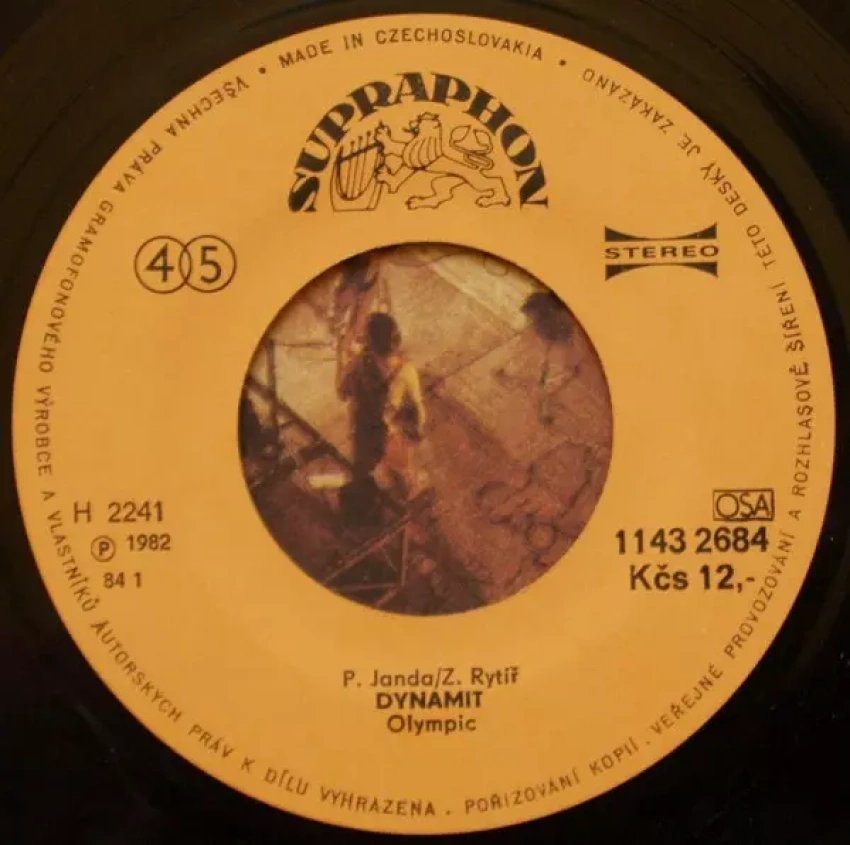 MADE IN CZECHOSLOVAKIA
SUPRAPHON
45
STEREO
H 2241
Ⓟ 1982
84 1
OSA
1143 2684
Kčs 12,-
P. Janda/Z. Rytíř
DYNAMIT
Olympic
VŠECHNA PRÁVA GRAMOFONOVÉHO VÝROBCE A VLASTNÍKŮ AUTORSKÝCH PRÁV K DÍLU VYHRAZENA . POŘIZOVÁNÍ KOPIÍ . VEŘEJNÉ PROVOZOVÁNÍ A ROZHLASOVÉ ŠÍŘENÍ TÉTO DESKY JE ZAKÁZÁNO